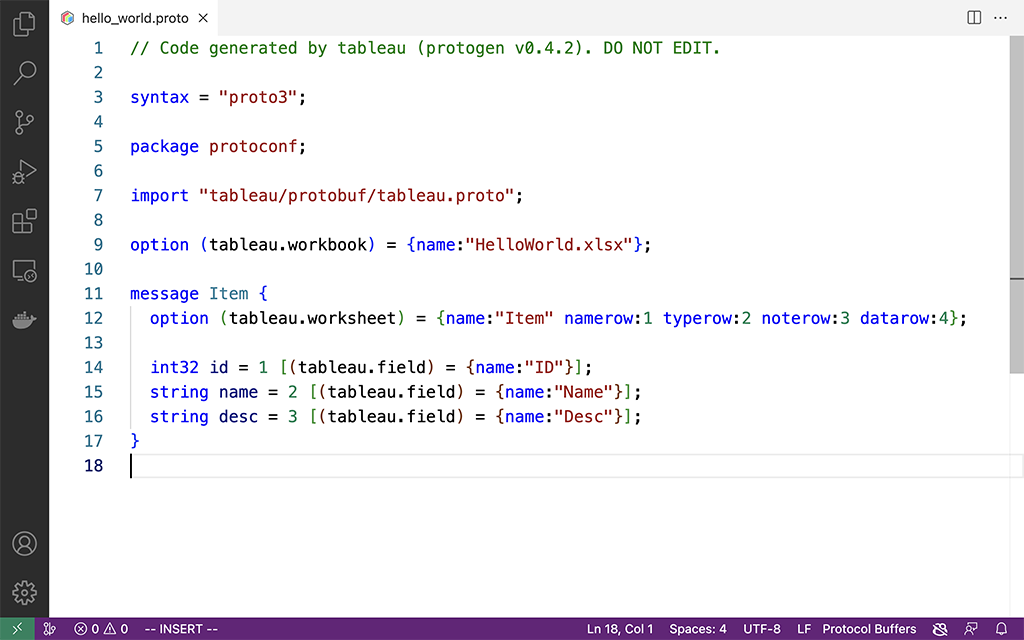 hello_world.proto
1 // Code generated by tableau (protogen v0.4.2). DO NOT EDIT.
2
3 syntax = "proto3";
4
5 package protoconf;
6
7 import "tableau/protobuf/tableau.proto";
8
9 option (tableau.workbook) = {name:"HelloWorld.xlsx"};
10
11 message Item {
12 option (tableau.worksheet) = {name:"Item" namerow:1 typerow:2 noterow:3 datarow:4};
13
14 int32 id = 1 [(tableau.field) = {name:"ID"}];
15 string name = 2 [(tableau.field) = {name:"Name"}];
16 string desc = 3 [(tableau.field) = {name:"Desc"}];
17 }
18
0 0 -- INSERT -- Ln 18, Col 1 Spaces: 4 UTF-8 LF Protocol Buffers